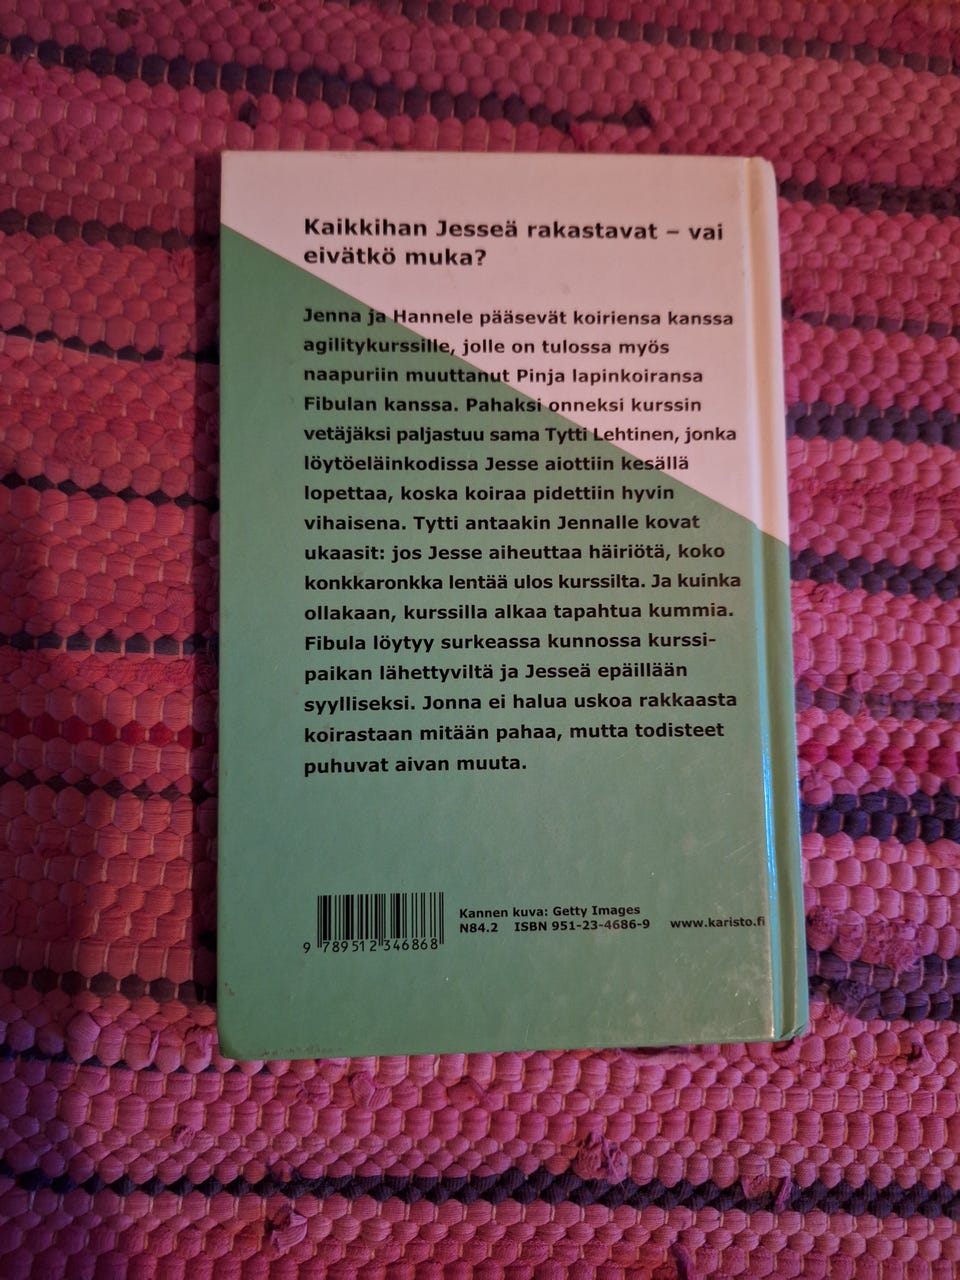 Kaikkihan Jesseä rakastavat – vai
eivätkö muka?
Jenna ja Hannele pääsevät koiriensa kanssa
agilitykurssille, jolle on tulossa myös
naapuriin muuttanut Pinja lapinkoiransa
Fibulan kanssa. Pahaksi onneksi kurssin
vetäjäksi paljastuu sama Tytti Lehtinen, jonka
löytöeläinkodissa Jesse aiottiin kesällä
lopettaa, koska koiraa pidettiin hyvin
vihaisena. Tytti antaakin Jennalle kovat
ukaasit: jos Jesse aiheuttaa häiriötä, koko
konkkaronkka lentää ulos kurssilta. Ja kuinka
ollakaan, kurssilla alkaa tapahtua kummia.
Fibula löytyy surkeassa kunnossa kurssi-
paikan lähettyviltä ja Jesseä epäillään
syylliseksi. Jonna ei halua uskoa rakkaasta
koirastaan mitään pahaa, mutta todisteet
puhuvat aivan muuta.
Kannen kuva: Getty Images
N84.2 ISBN 951-23-4686-9 www.karisto.fi
9 789512 346868